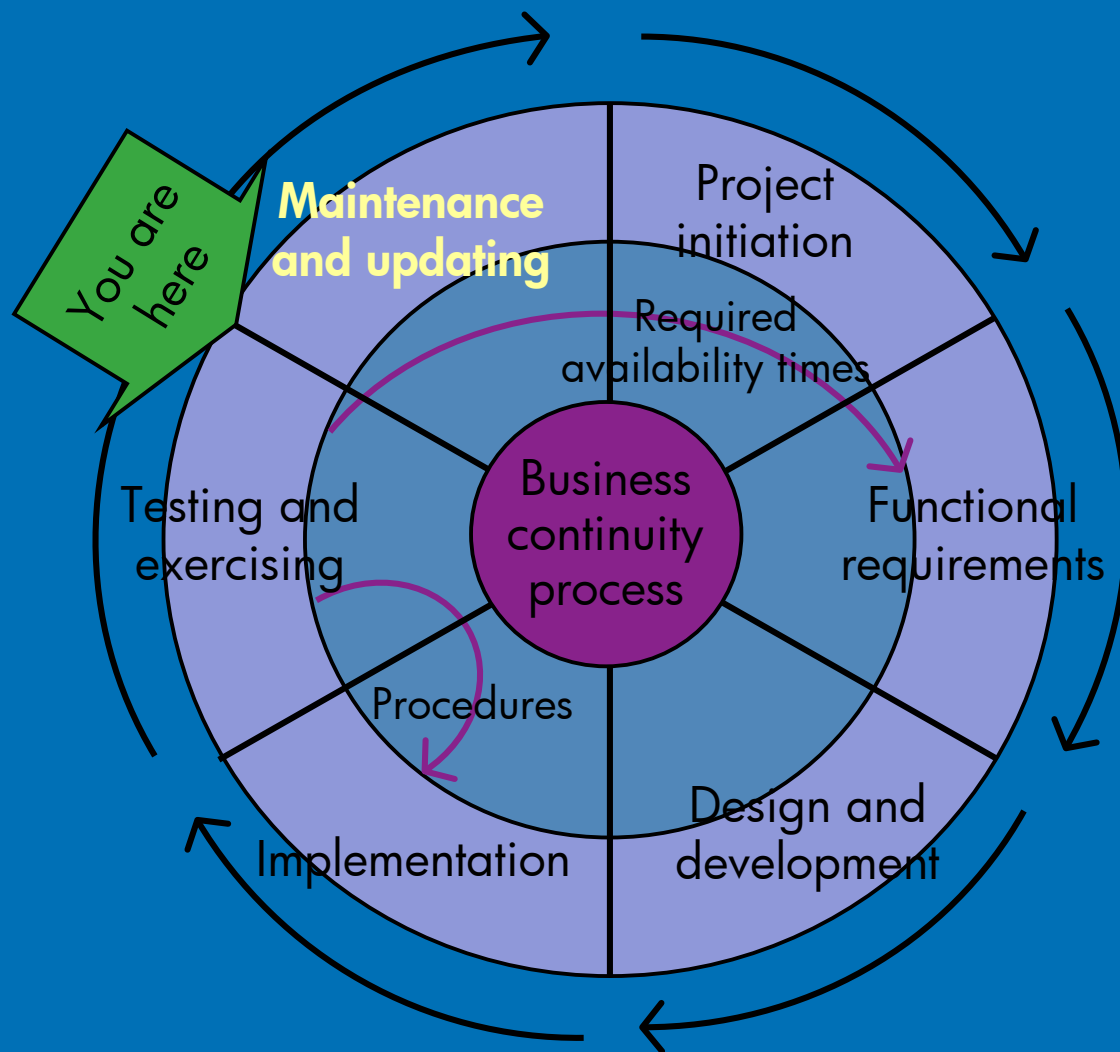 You are
here
Maintenance
and updating
Project
initiation
Required
availability times
Business
continuity
process
Testing and
exercising
Functional
requirements
Procedures
Design and
development
Implementation